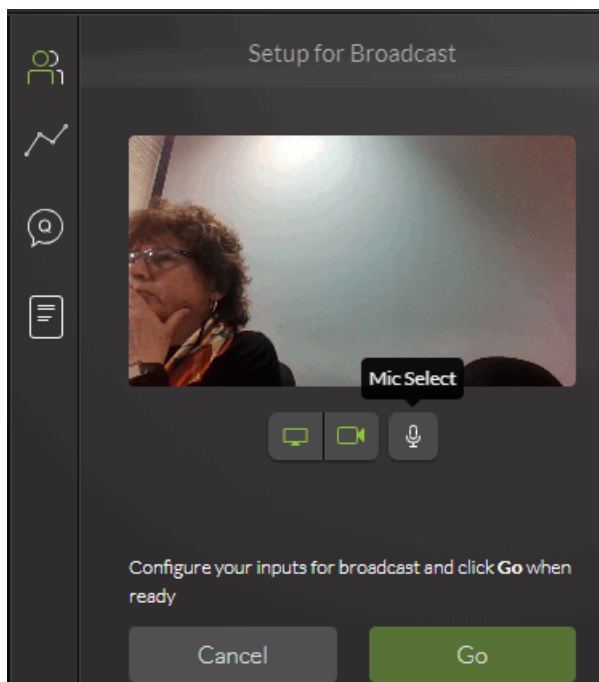 Setup for Broadcast
Q
Mic Select
Configure your inputs for broadcast and click Go when
ready
Cancel
Go